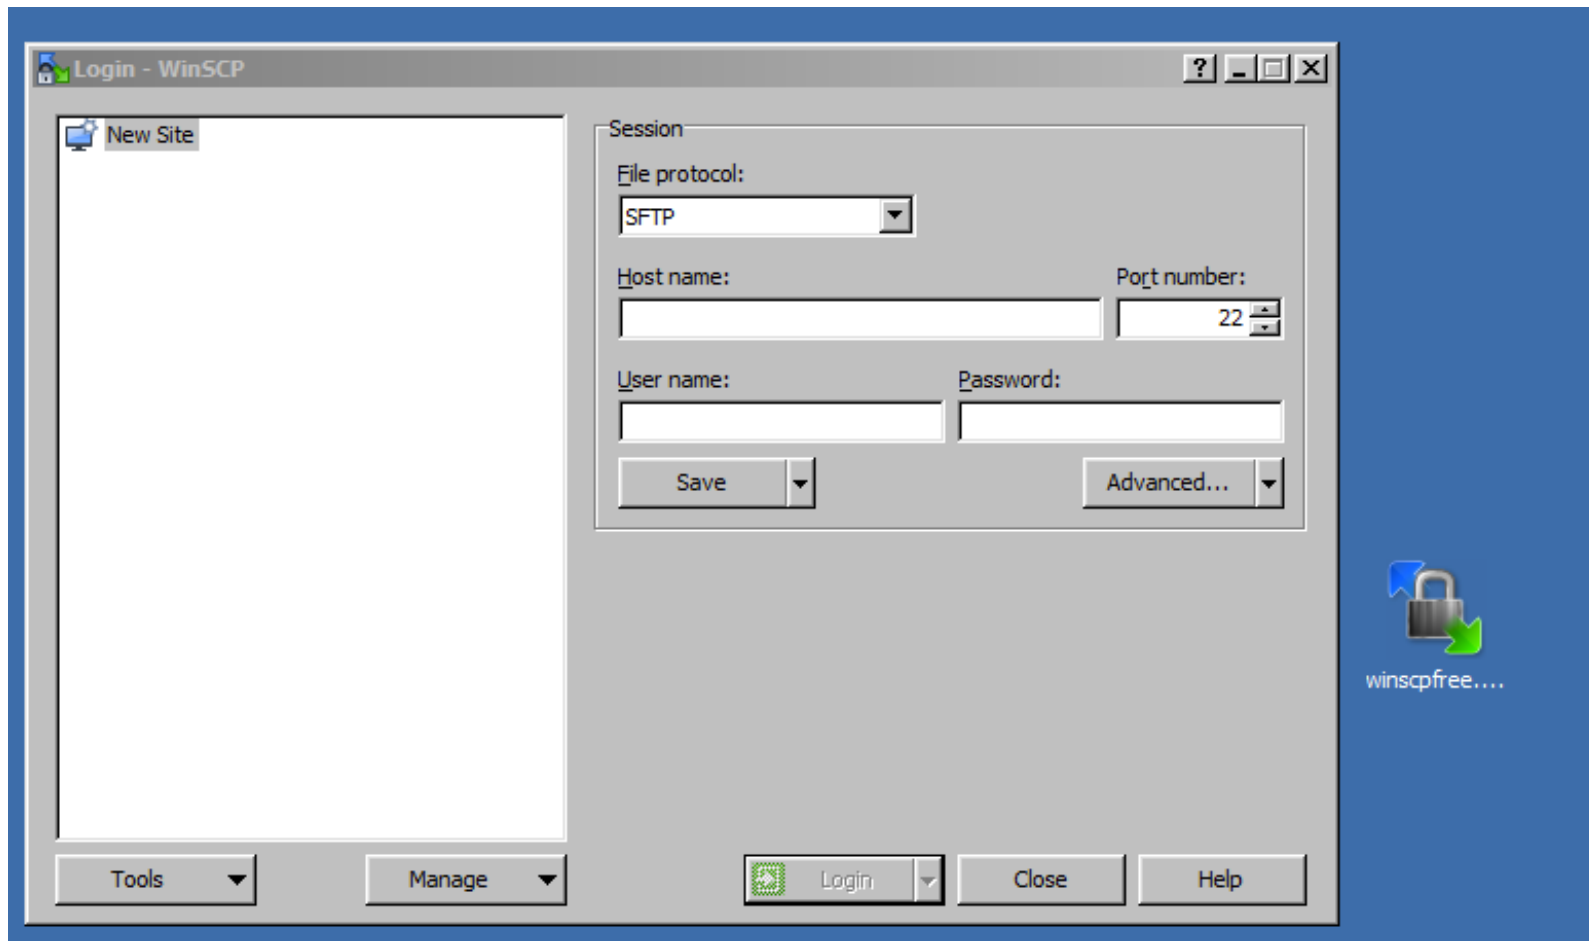 Login - WinSCP
New Site
Session
File protocol:
SFTP
Host name:
Port number:
22
User name:
Password:
Save
Advanced...
winscpfree....
Tools
Manage
Login
Close
Help